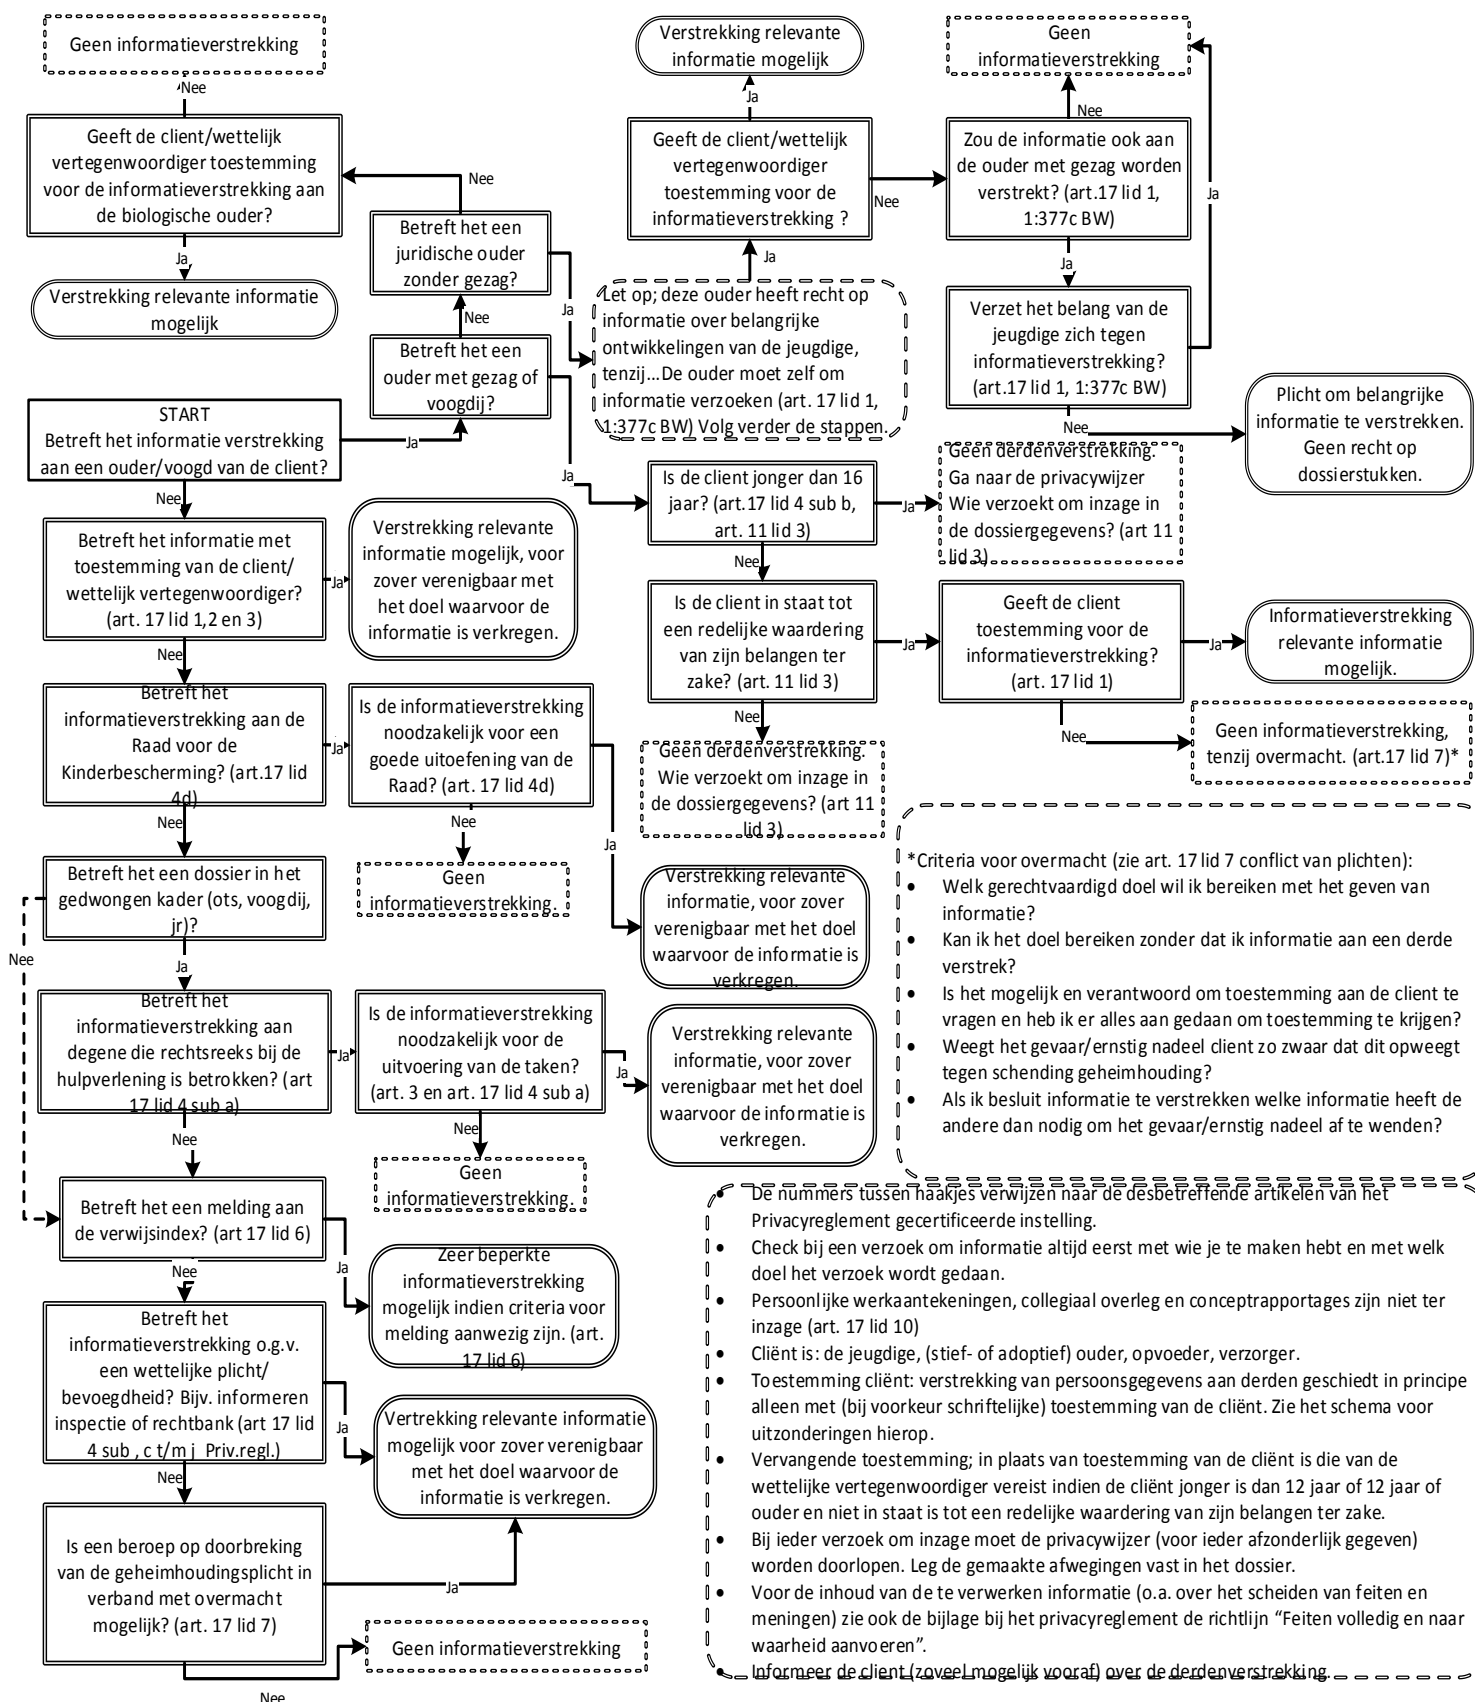 Geen informatieverstrekking
Nee
Geeft de client/wettelijk
vertegenwoordiger toestemming
voor de informatieverstrekking aan
de biologische ouder?
Ja
Verstrekking relevante informatie
mogelijk
Nee
Betreft het een
juridische ouder
zonder gezag?
Nee
Ja
Betreft het een
ouder met gezag of
voogdij?
START
Betreft het informatie verstrekking
aan een ouder/voogd van de client?
Ja
Nee
Ja
Verstrekking relevante
informatie mogelijk
Ja
Geeft de client/wettelijk
vertegenwoordiger
toestemming voor de
informatieverstrekking ?
Nee
Ja
Let op; deze ouder heeft recht op
informatie over belangrijke
ontwikkelingen van de jeugdige,
tenzij...De ouder moet zelf om
informatie verzoeken (art. 17 lid 1,
1:377c BW) Volg verder de stappen.
Geen
informatieverstrekking
Nee
Zou de informatie ook aan
de ouder met gezag worden
verstrekt? (art.17 lid 1,
1:377c BW)
Ja
Ja
Verzet het belang van de
jeugdige zich tegen
informatieverstrekking?
(art.17 lid 1, 1:377c BW)
Nee
Plicht om belangrijke
informatie te verstrekken.
Geen recht op
dossierstukken.
Is de client jonger dan 16
jaar? (art.17 lid 4 sub b,
art. 11 lid 3)
Ja
Geen derdenverstrekking.
Ga naar de privacywijzer
Wie verzoekt om inzage in
de dossiergegevens? (art 11
lid 3)
Nee
Is de client in staat tot
een redelijke waardering
van zijn belangen ter
zake? (art. 11 lid 3)
Ja
Geeft de client
toestemming voor de
informatieverstrekking?
(art. 17 lid 1)
Ja
Informatieverstrekking
relevante informatie
mogelijk.
Nee
Geen informatieverstrekking,
tenzij overmacht. (art.17 lid 7)*
Nee
Geen derdenverstrekking.
Wie verzoekt om inzage in
de dossiergegevens? (art 11
lid 3)
Betreft het informatie met
toestemming van de client/
wettelijk vertegenwoordiger?
(art. 17 lid 1,2 en 3)
Ja
Verstrekking relevante
informatie mogelijk, voor
zover verenigbaar met
het doel waarvoor de
informatie is verkregen.
Nee
Betreft het
informatieverstrekking aan de
Raad voor de
Kinderbescherming? (art.17 lid
4d)
Ja
Is de informatieverstrekking
noodzakelijk voor een
goede uitoefening van de
Raad? (art. 17 lid 4d)
Nee
Geen
informatieverstrekking.
Ja
Verstrekking relevante
informatie, voor zover
verenigbaar met het doel
waarvoor de informatie is
verkregen.
Nee
Betreft het een dossier in het
gedwongen kader (ots, voogdij,
jr)?
Nee
Ja
Betreft het
informatieverstrekking aan
degene die rechtsreeks bij de
hulpverlening is betrokken? (art
17 lid 4 sub a)
Ja
Is de informatieverstrekking
noodzakelijk voor de
uitvoering van de taken?
(art. 3 en art. 17 lid 4 sub a)
Ja
Verstrekking relevante
informatie, voor zover
verenigbaar met het doel
waarvoor de informatie is
verkregen.
Nee
Geen
informatieverstrekking.
Nee
Betreft het een melding aan
de verwijsindex? (art 17 lid 6)
Ja
Zeer beperkte
informatieverstrekking
mogelijk indien criteria voor
melding aanwezig zijn. (art.
17 lid 6)
Nee
Betreft het
informatieverstrekking o.g.v.
een wettelijke plicht/
bevoegdheid? Bijv. informeren
inspectie of rechtbank (art 17 lid
4 sub , c t/m j Priv.regl.)
Ja
Vertrekking relevante informatie
mogelijk voor zover verenigbaar
met het doel waarvoor de
informatie is verkregen.
Nee
Is een beroep op doorbreking
van de geheimhoudingsplicht in
verband met overmacht
mogelijk? (art. 17 lid 7)
Ja
Geen informatieverstrekking
Nee
*Criteria voor overmacht (zie art. 17 lid 7 conflict van plichten):
• Welk gerechtvaardigd doel wil ik bereiken met het geven van
informatie?
• Kan ik het doel bereiken zonder dat ik informatie aan een derde
verstrek?
• Is het mogelijk en verantwoord om toestemming aan de client te
vragen en heb ik er alles aan gedaan om toestemming te krijgen?
• Weegt het gevaar/ernstig nadeel client zo zwaar dat dit opweegt
tegen schending geheimhouding?
• Als ik besluit informatie te verstrekken welke informatie heeft de
andere dan nodig om het gevaar/ernstig nadeel af te wenden?
• De nummers tussen haakjes verwijzen naar de desbetreffende artikelen van het
Privacyreglement gecertificeerde instelling.
• Check bij een verzoek om informatie altijd eerst met wie je te maken hebt en met welk
doel het verzoek wordt gedaan.
• Persoonlijke werkaantekeningen, collegiaal overleg en conceptrapportages zijn niet ter
inzage (art. 17 lid 10)
• Cliënt is: de jeugdige, (stief- of adoptief) ouder, opvoeder, verzorger.
• Toestemming cliënt: verstrekking van persoonsgegevens aan derden geschiedt in principe
alleen met (bij voorkeur schriftelijke) toestemming van de cliënt. Zie het schema voor
uitzonderingen hierop.
• Vervangende toestemming; in plaats van toestemming van de cliënt is die van de
wettelijke vertegenwoordiger vereist indien de cliënt jonger is dan 12 jaar of 12 jaar of
ouder en niet in staat is tot een redelijke waardering van zijn belangen ter zake.
• Bij ieder verzoek om inzage moet de privacywijzer (voor ieder afzonderlijk gegeven)
worden doorlopen. Leg de gemaakte afwegingen vast in het dossier.
• Voor de inhoud van de te verwerken informatie (o.a. over het scheiden van feiten en
meningen) zie ook de bijlage bij het privacyreglement de richtlijn “Feiten volledig en naar
waarheid aanvoeren”.
• Informeer de client (zoveel mogelijk vooraf) over de derdenverstrekking.